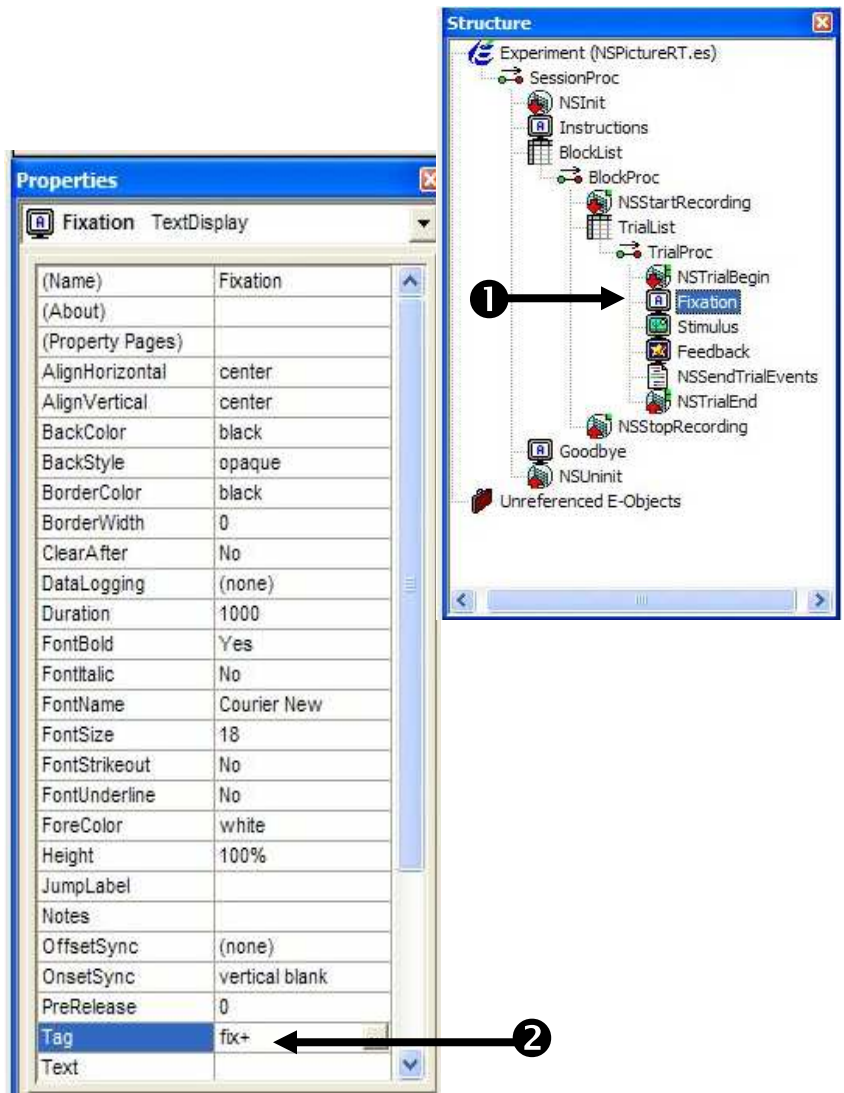 Structure
Experiment (NSPictureRT.es)
SessionProc
NSInit
Instructions
BlockList
BlockProc
NSStartRecording
TrialList
TrialProc
NSTrialBegin
Fixation
Stimulus
Feedback
NSSendTrialEvents
NSTrialEnd
NSStopRecording
Goodbye
NSUninit
Unreferenced E-Objects
❶
Properties
Fixation TextDisplay
(Name) Fixation
(About)
(Property Pages)
AlignHorizontal center
AlignVertical center
BackColor black
BackStyle opaque
BorderColor black
BorderWidth 0
ClearAfter No
DataLogging (none)
Duration 1000
FontBold Yes
FontItalic No
FontName Courier New
FontSize 18
FontStrikeout No
FontUnderline No
ForeColor white
Height 100%
JumpLabel
Notes
OffsetSync (none)
OnsetSync vertical blank
PreRelease 0
Tag fix+
Text
❷